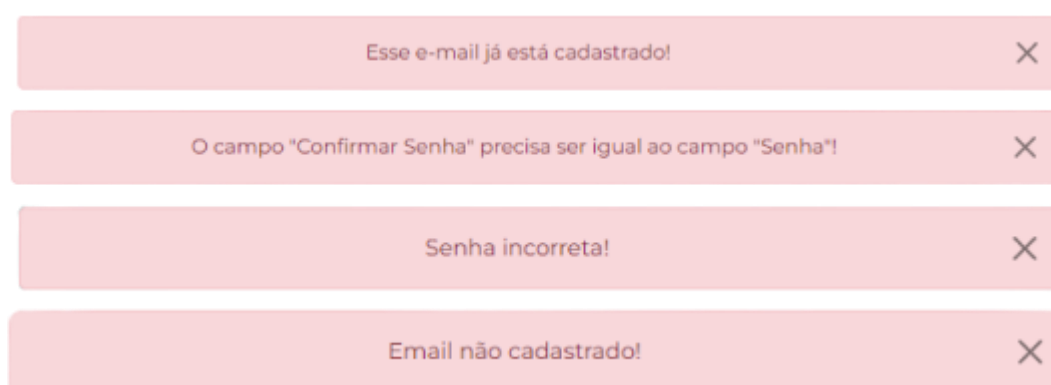 Esse e-mail já está cadastrado!
O campo "Confirmar Senha" precisa ser igual ao campo "Senha"!
Senha incorreta!
Email não cadastrado!